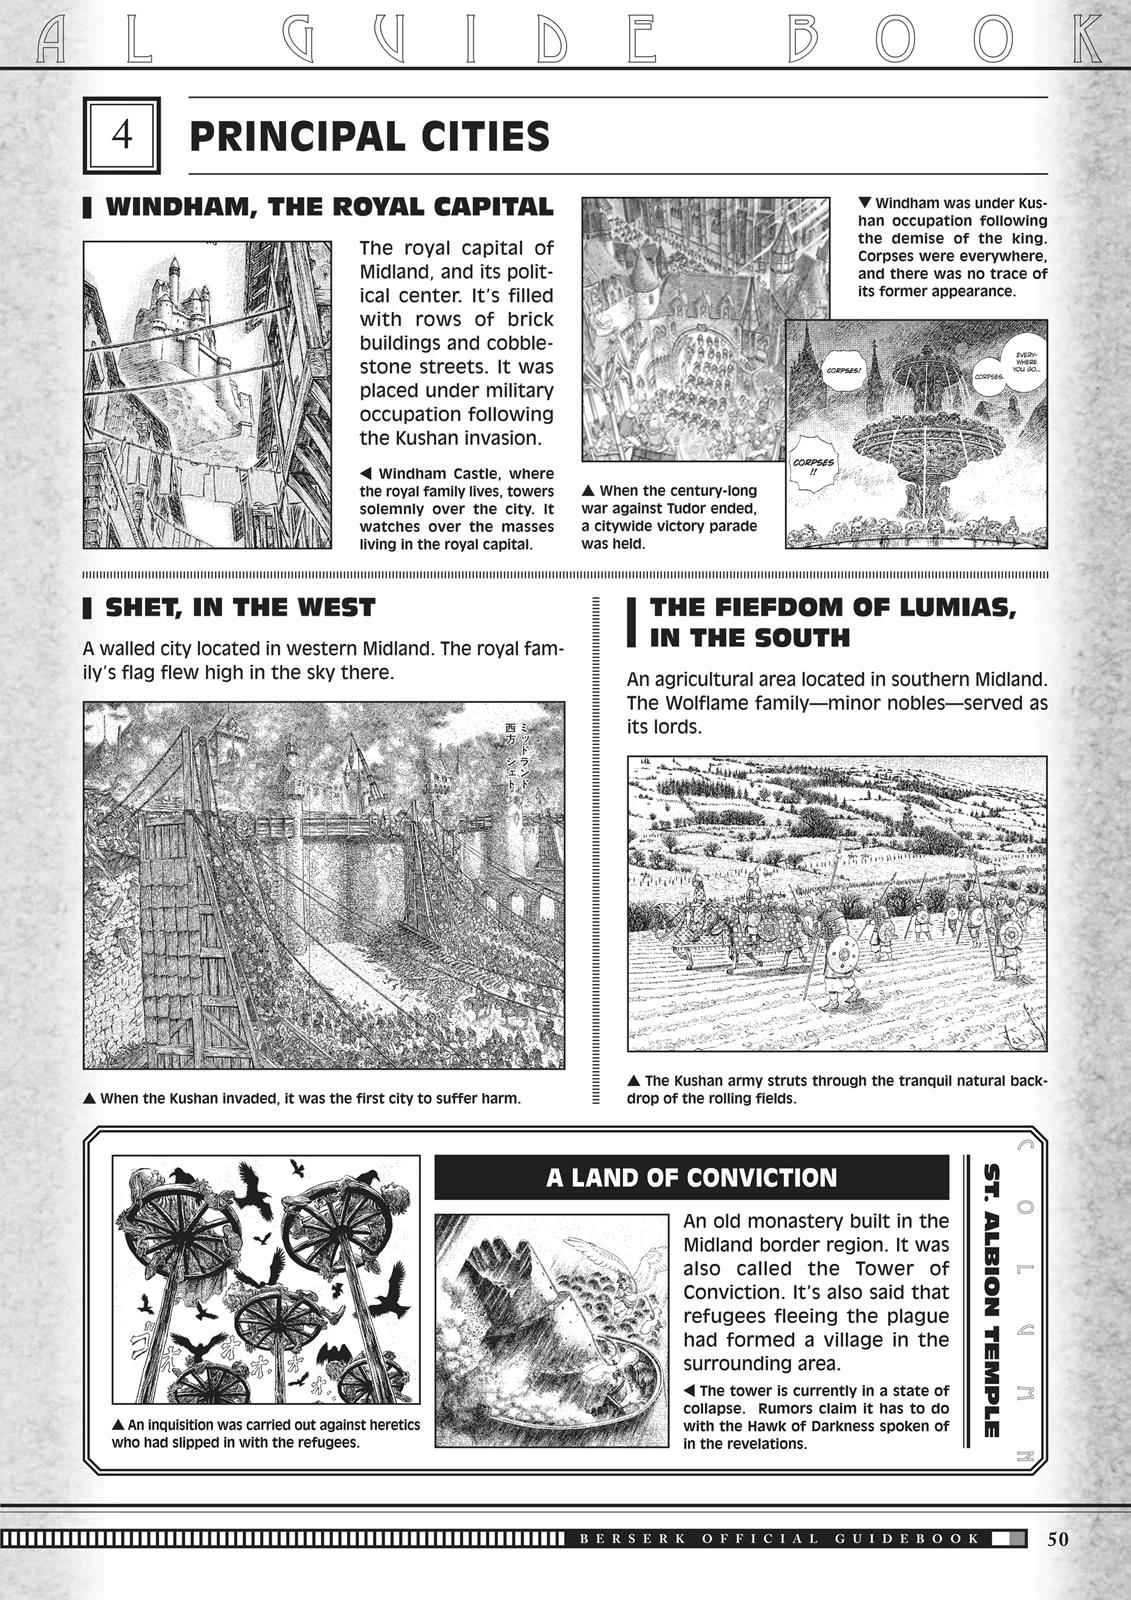 AL GUIDE BOOK
4
PRINCIPAL CITIES
WINDHAM, THE ROYAL CAPITAL
The royal capital of
Midland, and its polit-
ical center. It's filled
with rows of brick
buildings and cobble-
stone streets. It was
placed under military
occupation following
the Kushan invasion.
◀ Windham Castle, where
the royal family lives, towers
solemnly over the city. It
watches over the masses
living in the royal capital.
▲ When the century-long
war against Tudor ended,
a citywide victory parade
was held.
▼ Windham was under Kus-
han occupation following
the demise of the king.
Corpses were everywhere,
and there was no trace of
its former appearance.
EVERY-
WHERE
YOU GO...
CORPSES.
CORPSES!
CORPSES
!!
SHET, IN THE WEST
A walled city located in western Midland. The royal fam-
ily's flag flew high in the sky there.
ミッドランド
西方 シェト
▲ When the Kushan invaded, it was the first city to suffer harm.
THE FIEFDOM OF LUMIAS,
IN THE SOUTH
An agricultural area located in southern Midland.
The Wolflame family—minor nobles—served as
its lords.
▲ The Kushan army struts through the tranquil natural back-
drop of the rolling fields.
COLVMN
ST. ALBION TEMPLE
A LAND OF CONVICTION
An old monastery built in the
Midland border region. It was
also called the Tower of
Conviction. It's also said that
refugees fleeing the plague
had formed a village in the
surrounding area.
◀ The tower is currently in a state of
collapse. Rumors claim it has to do
with the Hawk of Darkness spoken of
in the revelations.
▲ An inquisition was carried out against heretics
who had slipped in with the refugees.
BERSERK OFFICIAL GUIDEBOOK
50